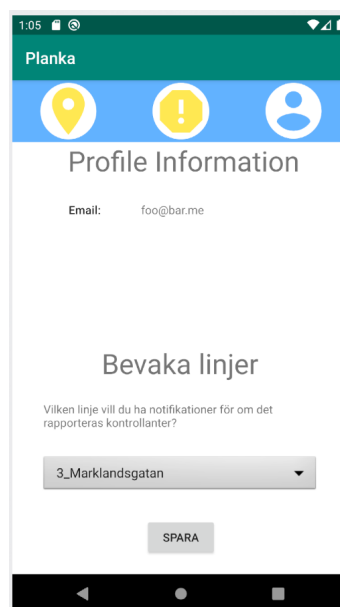 1:05
Planka
Profile Information
Email: foo@bar.me
Bevaka linjer
Vilken linje vill du ha notifikationer för om det
rapporteras kontrollanter?
3_Marklandsgatan
SPARA